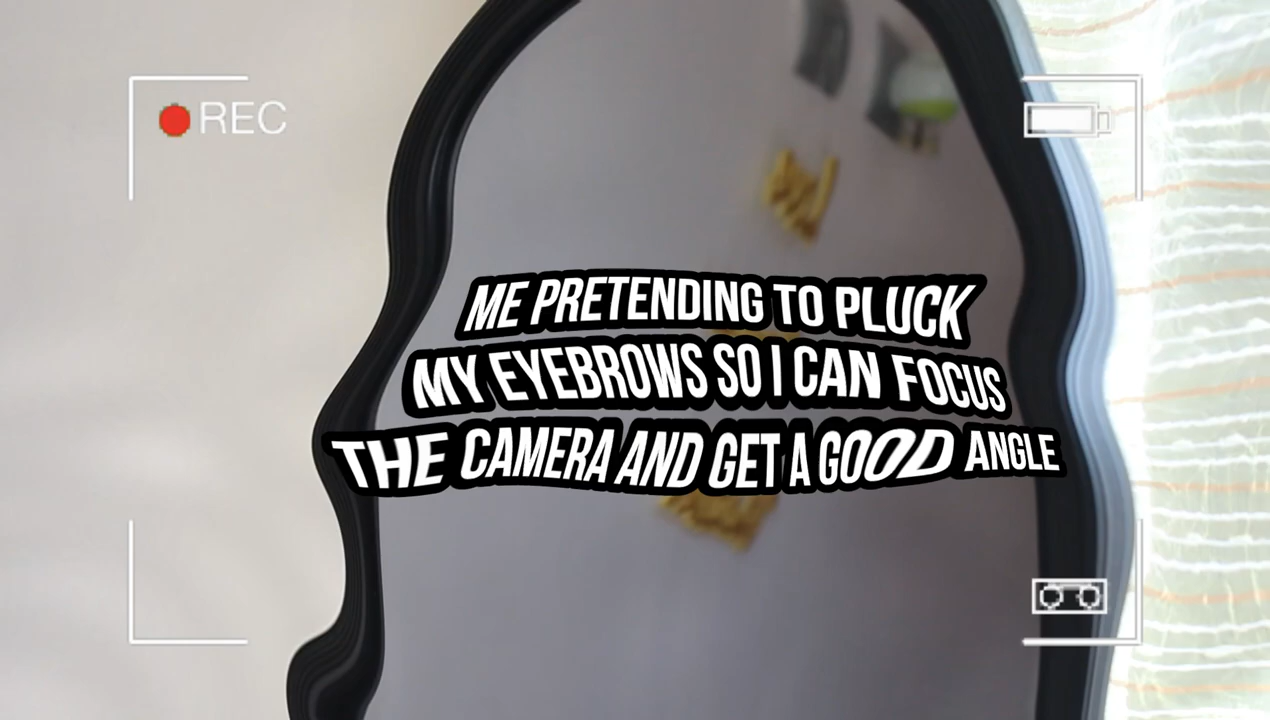 REC
ME PRETENDING TO PLUCK
MY EYEBROWS SO I CAN FOCUS
THE CAMERA AND GET A GOOD ANGLE